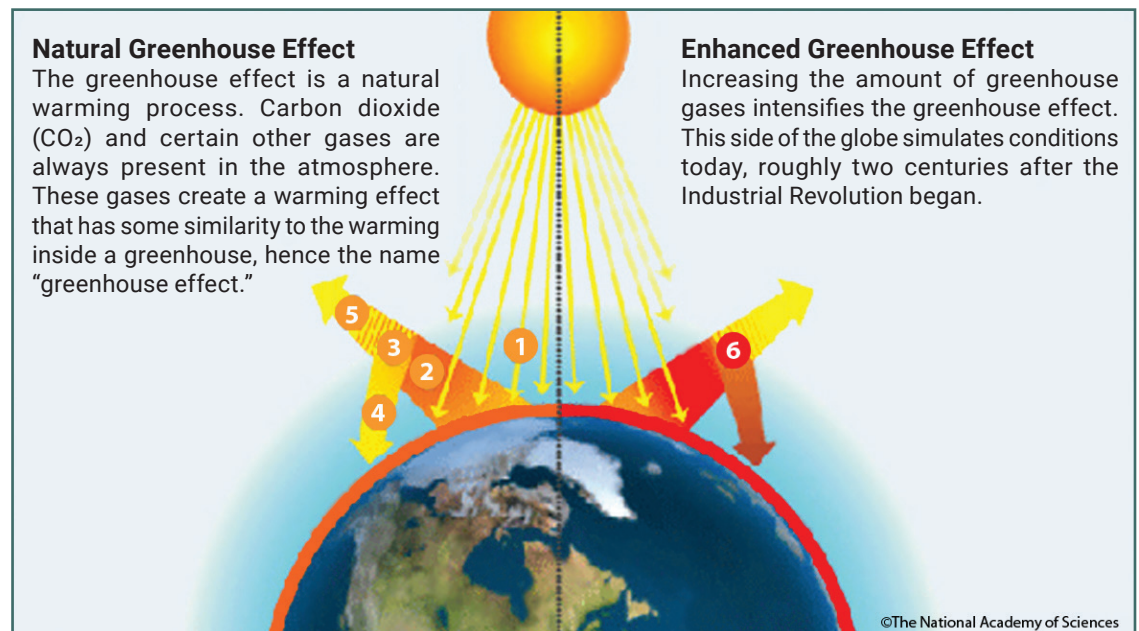 Natural Greenhouse Effect
The greenhouse effect is a natural
warming process. Carbon dioxide
(CO₂) and certain other gases are
always present in the atmosphere.
These gases create a warming effect
that has some similarity to the warming
inside a greenhouse, hence the name
“greenhouse effect.”
Enhanced Greenhouse Effect
Increasing the amount of greenhouse
gases intensifies the greenhouse effect.
This side of the globe simulates conditions
today, roughly two centuries after the
Industrial Revolution began.
5
3
1
2
4
6
©The National Academy of Sciences